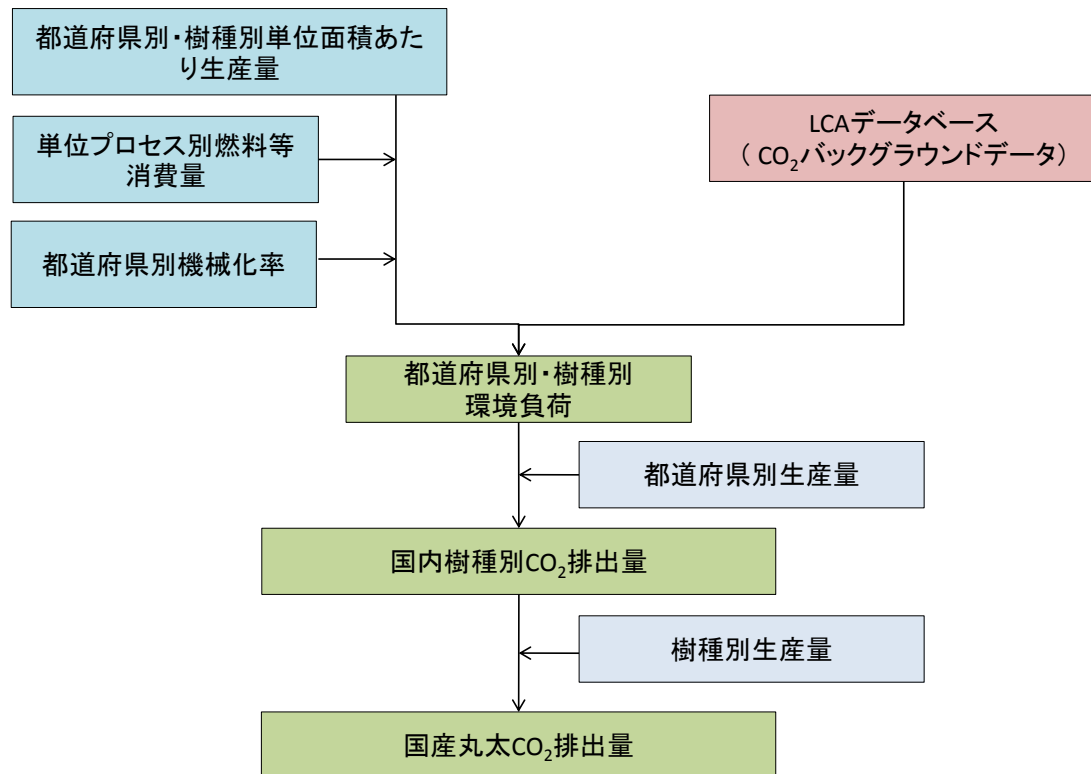 都道府県別・樹種別単位面積あた
り生産量
単位プロセス別燃料等
消費量
都道府県別機械化率
LCAデータベース
（ CO₂バックグラウンドデータ）
都道府県別・樹種別
環境負荷
都道府県別生産量
国内樹種別CO₂排出量
樹種別生産量
国産丸太CO₂排出量